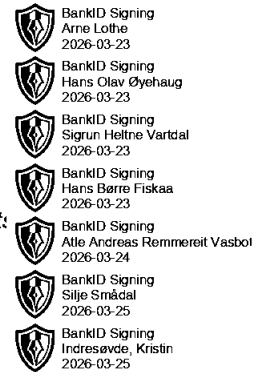 BankID Signing
Arne Lothe
2026-03-23
BankID Signing
Hans Olav Øyehaug
2026-03-23
BankID Signing
Sigrun Heltne Vartdal
2026-03-23
BankID Signing
Hans Børre Fiskaa
2026-03-23
BankID Signing
Atle Andreas Remmereit
2026-03-24
BankID Signing
Silje Smådal
2026-03-25
BankID Signing
Indresøvde, Kristin
2026-03-25